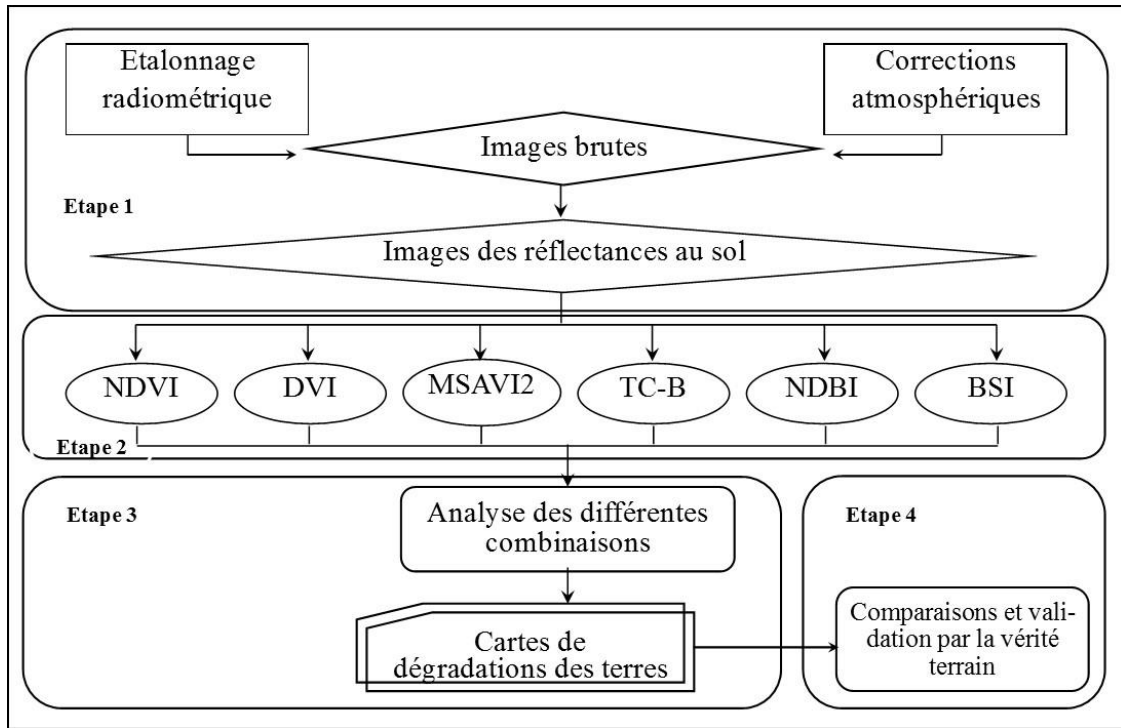 Etalonnage
radiométrique
Corrections
atmosphériques
Images brutes
Etape 1
Images des réflectances au sol
NDVI
DVI
MSAVI2
TC-B
NDBI
BSI
Etape 2
Etape 3
Analyse des différentes
combinaisons
Etape 4
Cartes de
dégradations des terres
Comparaisons et vali-
dation par la vérité
terrain